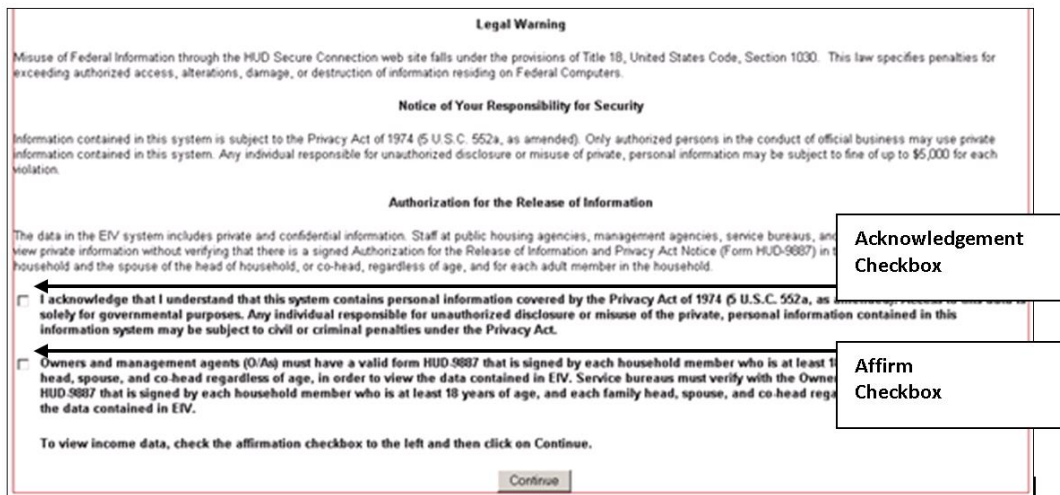 Legal Warning
Misuse of Federal Information through the HUD Secure Connection web site falls under the provisions of Title 18, United States Code, Section 1030. This law specifies penalties for
exceeding authorized access, alterations, damage, or destruction of information residing on Federal Computers.
Notice of Your Responsibility for Security
Information contained in this system is subject to the Privacy Act of 1974 (5 U.S.C. 552a, as amended). Only authorized persons in the conduct of official business may use private
information contained in this system. Any individual responsible for unauthorized disclosure or misuse of private, personal information may be subject to fine of up to $5,000 for each
violation.
Authorization for the Release of Information
The data in the EIV system includes private and confidential information. Staff at public housing agencies, management agencies, service bureaus, and
view private information without verifying that there is a signed Authorization for the Release of Information and Privacy Act Notice (Form HUD-9887) in
household and the spouse of the head of household, or co-head, regardless of age, and for each adult member in the household.
Acknowledgement
Checkbox
I acknowledge that I understand that this system contains personal information covered by the Privacy Act of 1974 (5 U.S.C. 552a, as
solely for governmental purposes. Any individual responsible for unauthorized disclosure or misuse of the private, personal information contained in this
information system may be subject to civil or criminal penalties under the Privacy Act.
Owners and management agents (O/As) must have a valid form HUD-9887 that is signed by each household member who is at least
head, spouse, and co-head regardless of age, in order to view the data contained in EIV. Service bureaus must verify with the
HUD-9887 that is signed by each household member who is at least 18 years of age, and each family head, spouse, and co-head
the data contained in EIV.
Affirm
Checkbox
To view income data, check the affirmation checkbox to the left and then click on Continue.
Continue